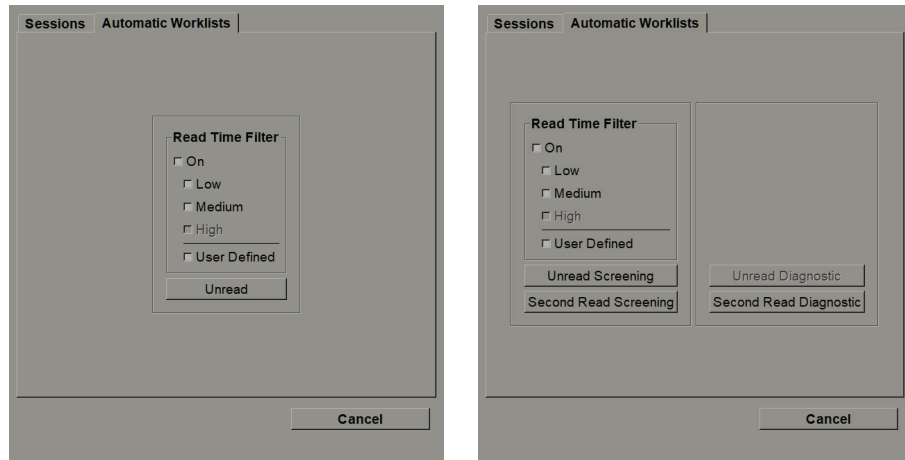 Sessions Automatic Worklists
Read Time Filter
On
Low
Medium
High
User Defined
Unread
Cancel
Sessions Automatic Worklists
Read Time Filter
On
Low
Medium
High
User Defined
Unread Screening Unread Diagnostic
Second Read Screening Second Read Diagnostic
Cancel